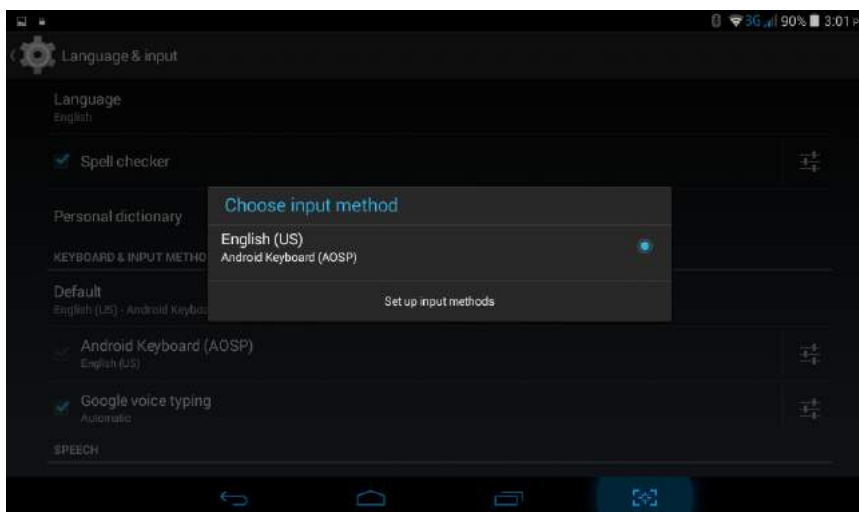 3G 90% 3:01 P
Language & input
Language
English
Spell checker
Personal dictionary
Choose input method
English (US)
Android Keyboard (AOSP)
Set up input methods
KEYBOARD & INPUT METHO
Default
English (US) - Android Keyboa
Android Keyboard (AOSP)
English (US)
Google voice typing
Automatic
SPEECH